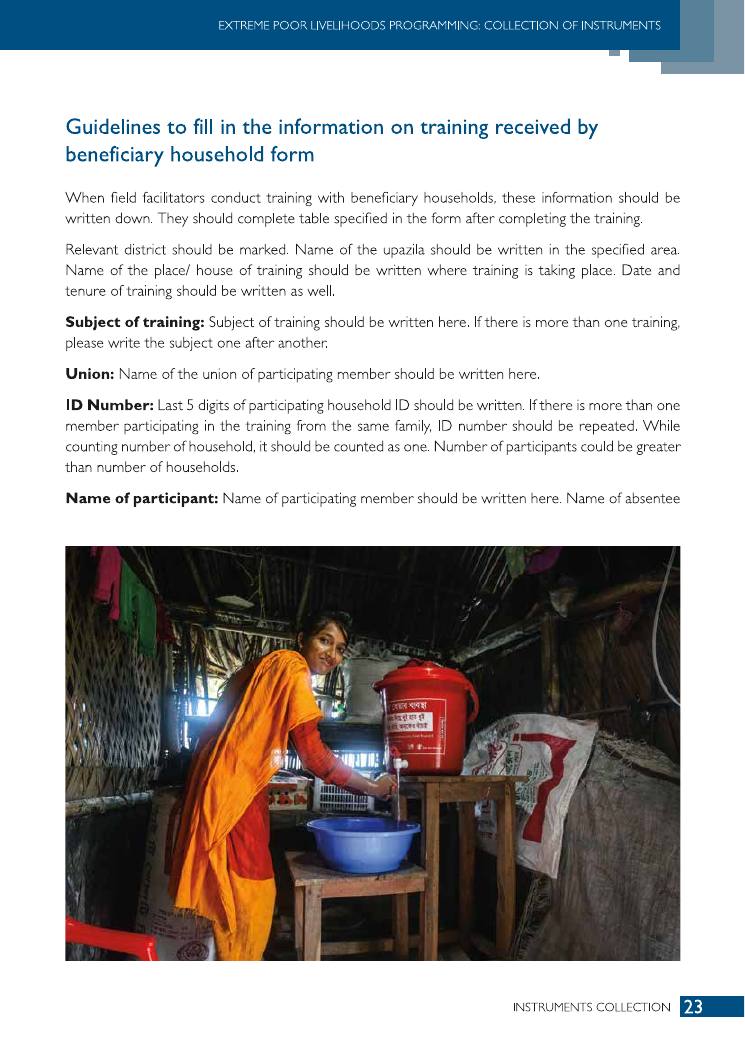 EXTREME POOR LIVELIHOODS PROGRAMMING: COLLECTION OF INSTRUMENTS
Guidelines to fill in the information on training received by
beneficiary household form
When field facilitators conduct training with beneficiary households, these information should be
written down. They should complete table specified in the form after completing the training.
Relevant district should be marked. Name of the upazila should be written in the specified area.
Name of the place/ house of training should be written where training is taking place. Date and
tenure of training should be written as well.
Subject of training: Subject of training should be written here. If there is more than one training,
please write the subject one after another.
Union: Name of the union of participating member should be written here.
ID Number: Last 5 digits of participating household ID should be written. If there is more than one
member participating in the training from the same family, ID number should be repeated. While
counting number of household, it should be counted as one. Number of participants could be greater
than number of households.
Name of participant: Name of participating member should be written here. Name of absentee
ধোয়ার ব্যবস্থা
INSTRUMENTS COLLECTION 23